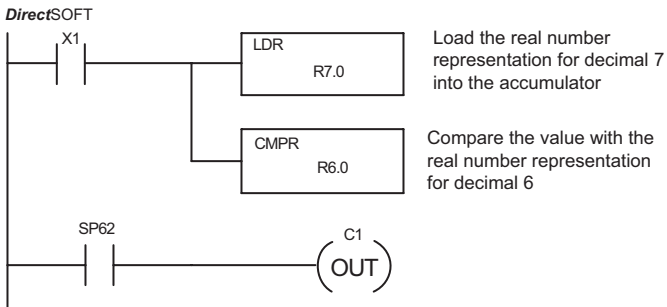 DirectSOFT
X1
LDR
R7.0
Load the real number
representation for decimal 7
into the accumulator
CMPR
R6.0
Compare the value with the
real number representation
for decimal 6
SP62
C1
OUT